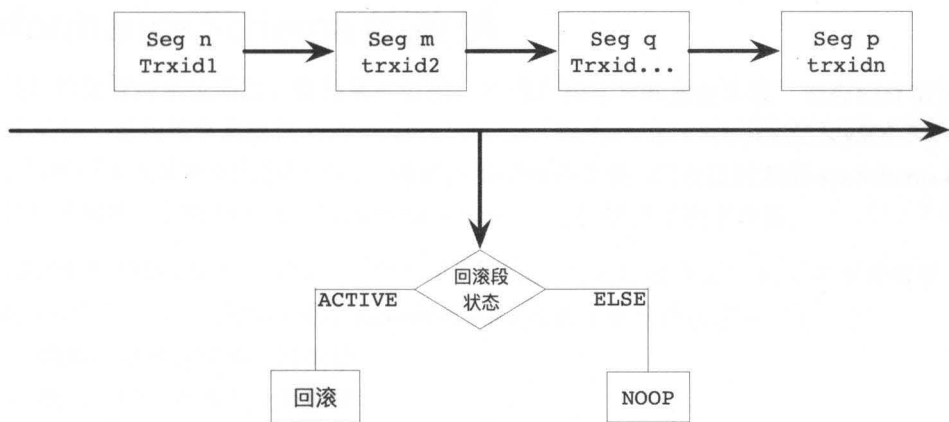 Seg n
Trxid1
Seg m
trxid2
Seg q
Trxid...
Seg p
trxidn
回滚段
状态
ACTIVE
ELSE
回滚
NOOP